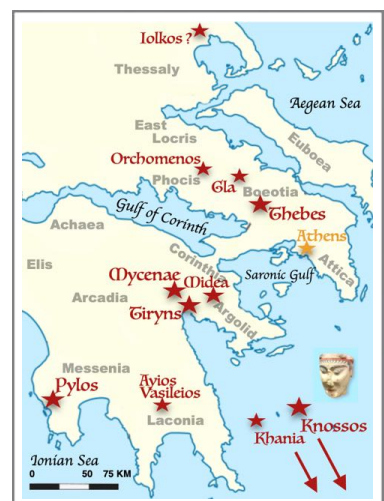 Iolkos ?
Thessaly
Aegean Sea
East
Locris
Euboea
Orchomenos
Phocis
Gla
Boeotia
Thebes
Gulf of Corinth
Achaea
Athens
Elis
Corinthia
Saronic Gulf
Attica
Mycenae
Midea
Arcadia
Tiryns
Argolid
Messenia
Pylos
Ayios
Vasileios
Laconia
Knossos
Khania
Ionian Sea
0 50 75 KM